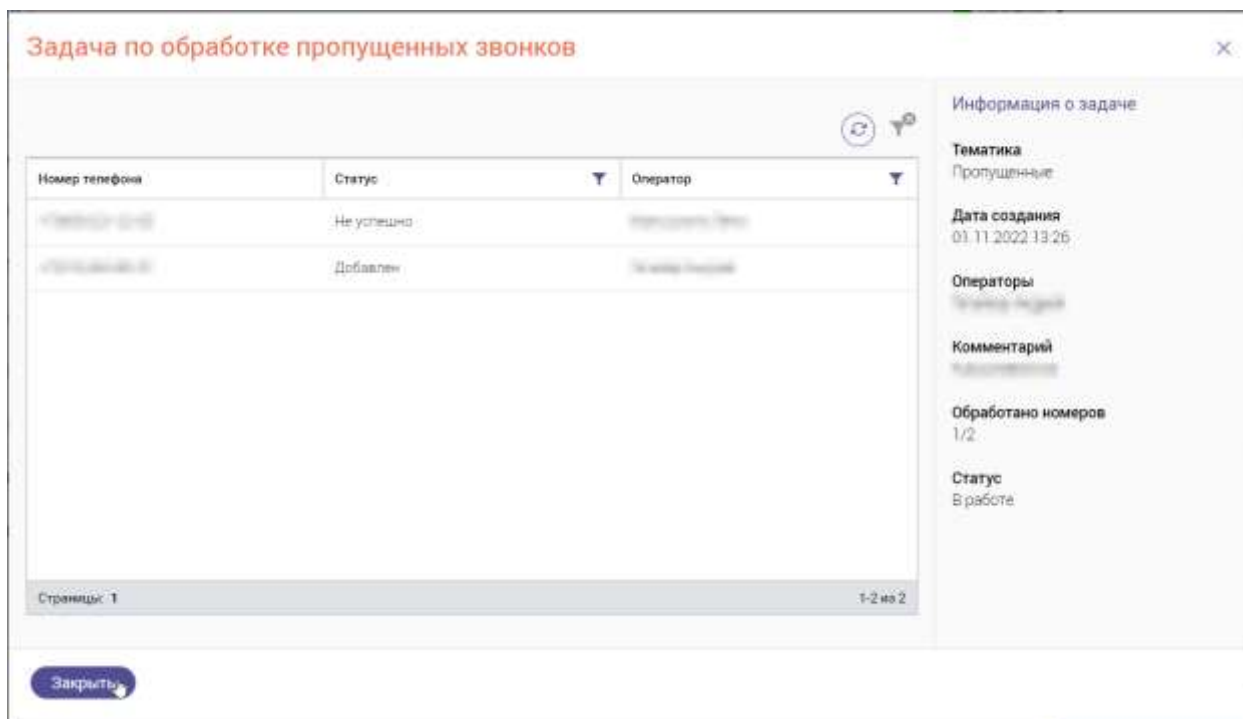 Задача по обработке пропущенных звонков
Информация о задаче
Номер телефона Статус Оператор
Не успешно
Добавлен
Тематика
Пропущенные
Дата создания
01.11.2022 13:26
Операторы
Комментарий
Обработано номеров
1/2
Статус
В работе
Страницы: 1 1-2 из 2
Закрыть